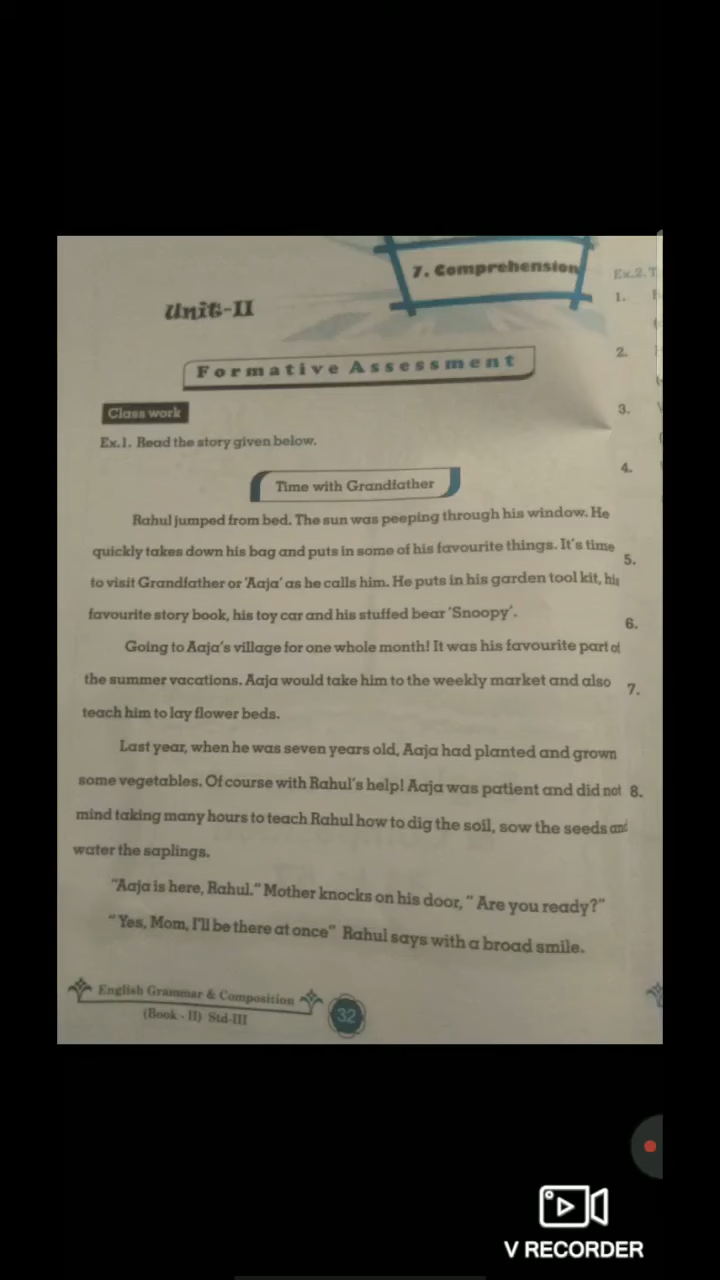 7. Comprehension
Unit-II
Formative Assessment
Class work
Ex.1. Read the story given below.
Time with Grandfather
Rahul jumped from bed. The sun was peeping through his window. He
quickly takes down his bag and puts in some of his favourite things. It's time
to visit Grandfather or 'Aaja' as he calls him. He puts in his garden tool kit, his
favourite story book, his toy car and his stuffed bear 'Snoopy'.
Going to Aaja's village for one whole month! It was his favourite part of
the summer vacations. Aaja would take him to the weekly market and also
teach him to lay flower beds.
Last year, when he was seven years old, Aaja had planted and grown
some vegetables. Of course with Rahul's help! Aaja was patient and did not
mind taking many hours to teach Rahul how to dig the soil, sow the seeds and
water the saplings.
"Aaja is here, Rahul." Mother knocks on his door, " Are you ready?"
" Yes, Mom, I'll be there at once" Rahul says with a broad smile.
English Grammar & Composition
(Book - II) Std-III
32
Ex.2. T
1.
2.
3.
4.
5.
6.
7.
8.
V RECORDER